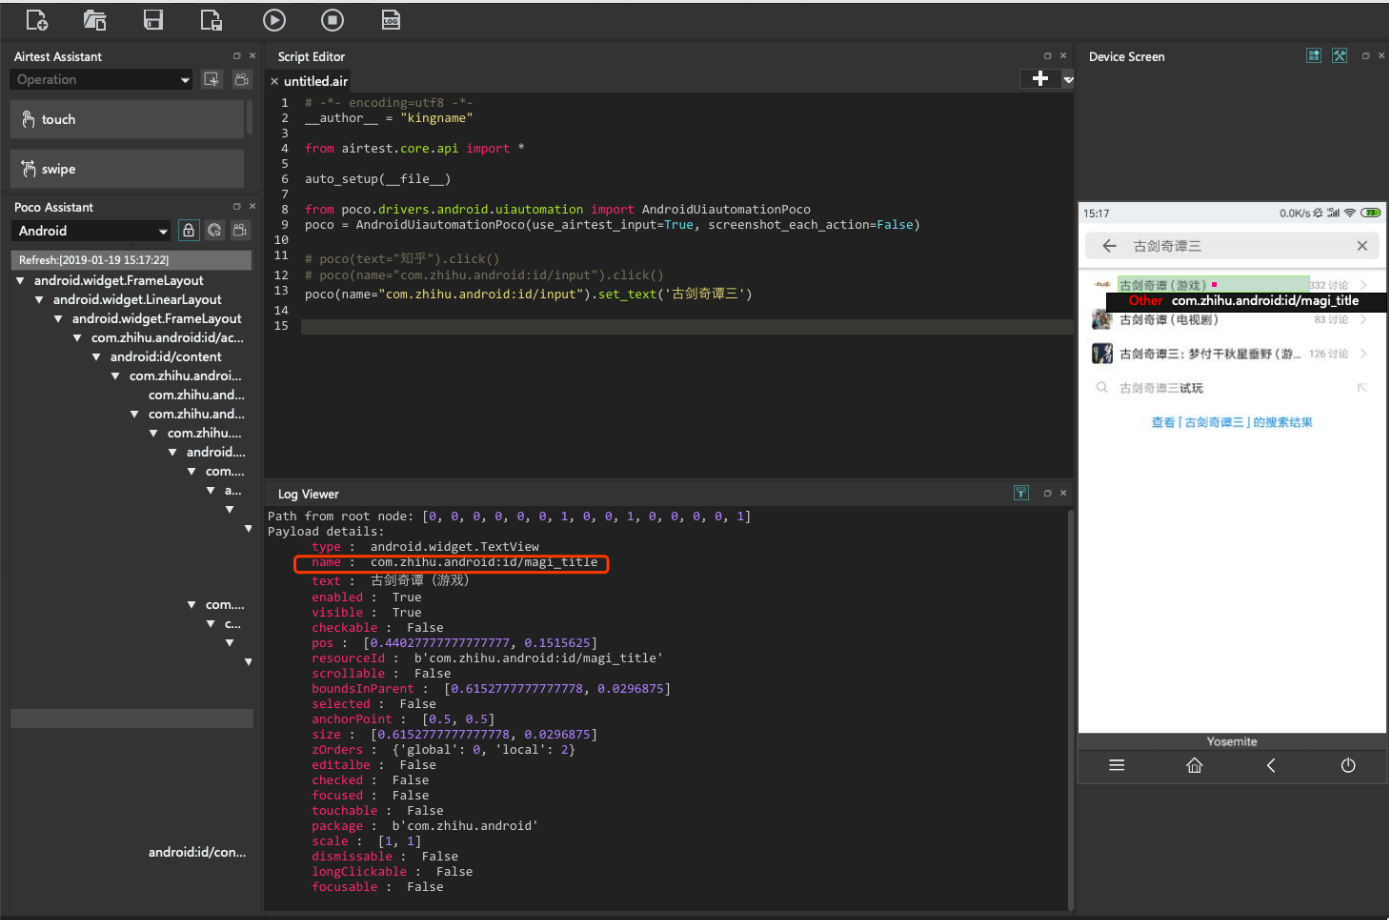 LOG
Airtest Assistant
Operation
touch
swipe
Poco Assistant
Android
Refresh:[2019-01-19 15:17:22]
android.widget.FrameLayout
android.widget.LinearLayout
android.widget.FrameLayout
com.zhihu.android:id/ac...
android:id/content
com.zhihu.androi...
com.zhihu.and...
com.zhihu.and...
com.zhihu....
android....
com....
a...
com....
c...
android:id/con...
Script Editor
× untitled.air
1 # -*- encoding=utf8 -*-
2 __author__ = "kingname"
3
4 from airtest.core.api import *
5
6 auto_setup(__file__)
7
8 from poco.drivers.android.uiautomation import AndroidUiautomationPoco
9 poco = AndroidUiautomationPoco(use_airtest_input=True, screenshot_each_action=False)
10
11 # poco(text="知乎").click()
12 # poco(name="com.zhihu.android:id/input").click()
13 poco(name="com.zhihu.android:id/input").set_text('古剑奇谭三')
14
15
Log Viewer
Path from root node: [0, 0, 0, 0, 0, 0, 1, 0, 0, 1, 0, 0, 0, 0, 1]
Payload details:
type : android.widget.TextView
name : com.zhihu.android:id/magi_title
text : 古剑奇谭（游戏）
enabled : True
visible : True
checkable : False
pos : [0.44027777777777777, 0.1515625]
resourceId : b'com.zhihu.android:id/magi_title'
scrollable : False
boundsInParent : [0.6152777777777778, 0.0296875]
selected : False
anchorPoint : [0.5, 0.5]
size : [0.6152777777777778, 0.0296875]
zOrders : {'global': 0, 'local': 2}
editalbe : False
checked : False
focused : False
touchable : False
package : b'com.zhihu.android'
scale : [1, 1]
dismissable : False
longClickable : False
focusable : False
Device Screen
15:17 0.0K/s
古剑奇谭三
古剑奇谭（游戏） 332 讨论
Other com.zhihu.android:id/magi_title
古剑奇谭（电视剧） 83 讨论
古剑奇谭三：梦付千秋星垂野（游... 126 讨论
古剑奇谭三试玩
查看「古剑奇谭三」的搜索结果
Yosemite